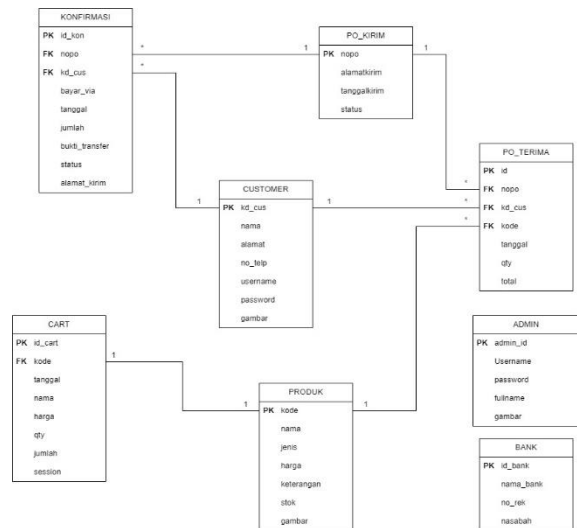 KONFIRMASI
PK id_kon
FK nopo
FK kd_cus
bayar_via
tanggal
jumlah
bukti_transfer
status
alamat_kirim
* 1
*
PO_KIRIM
PK nopo
alamatkirim
tanggalkirim
status
1
PO_TERIMA
PK id
FK nopo
FK kd_cus
FK kode
tanggal
qty
total
*
*
*
CUSTOMER
PK kd_cus
nama
alamat
no_telp
username
password
gambar
1 1
CART
PK id_cart
FK kode
tanggal
nama
harga
qty
jumlah
session
1
PRODUK
PK kode
nama
jenis
harga
keterangan
stok
gambar
1 1
ADMIN
PK admin_id
Username
password
fullname
gambar
BANK
PK id_bank
nama_bank
no_rek
nasabah